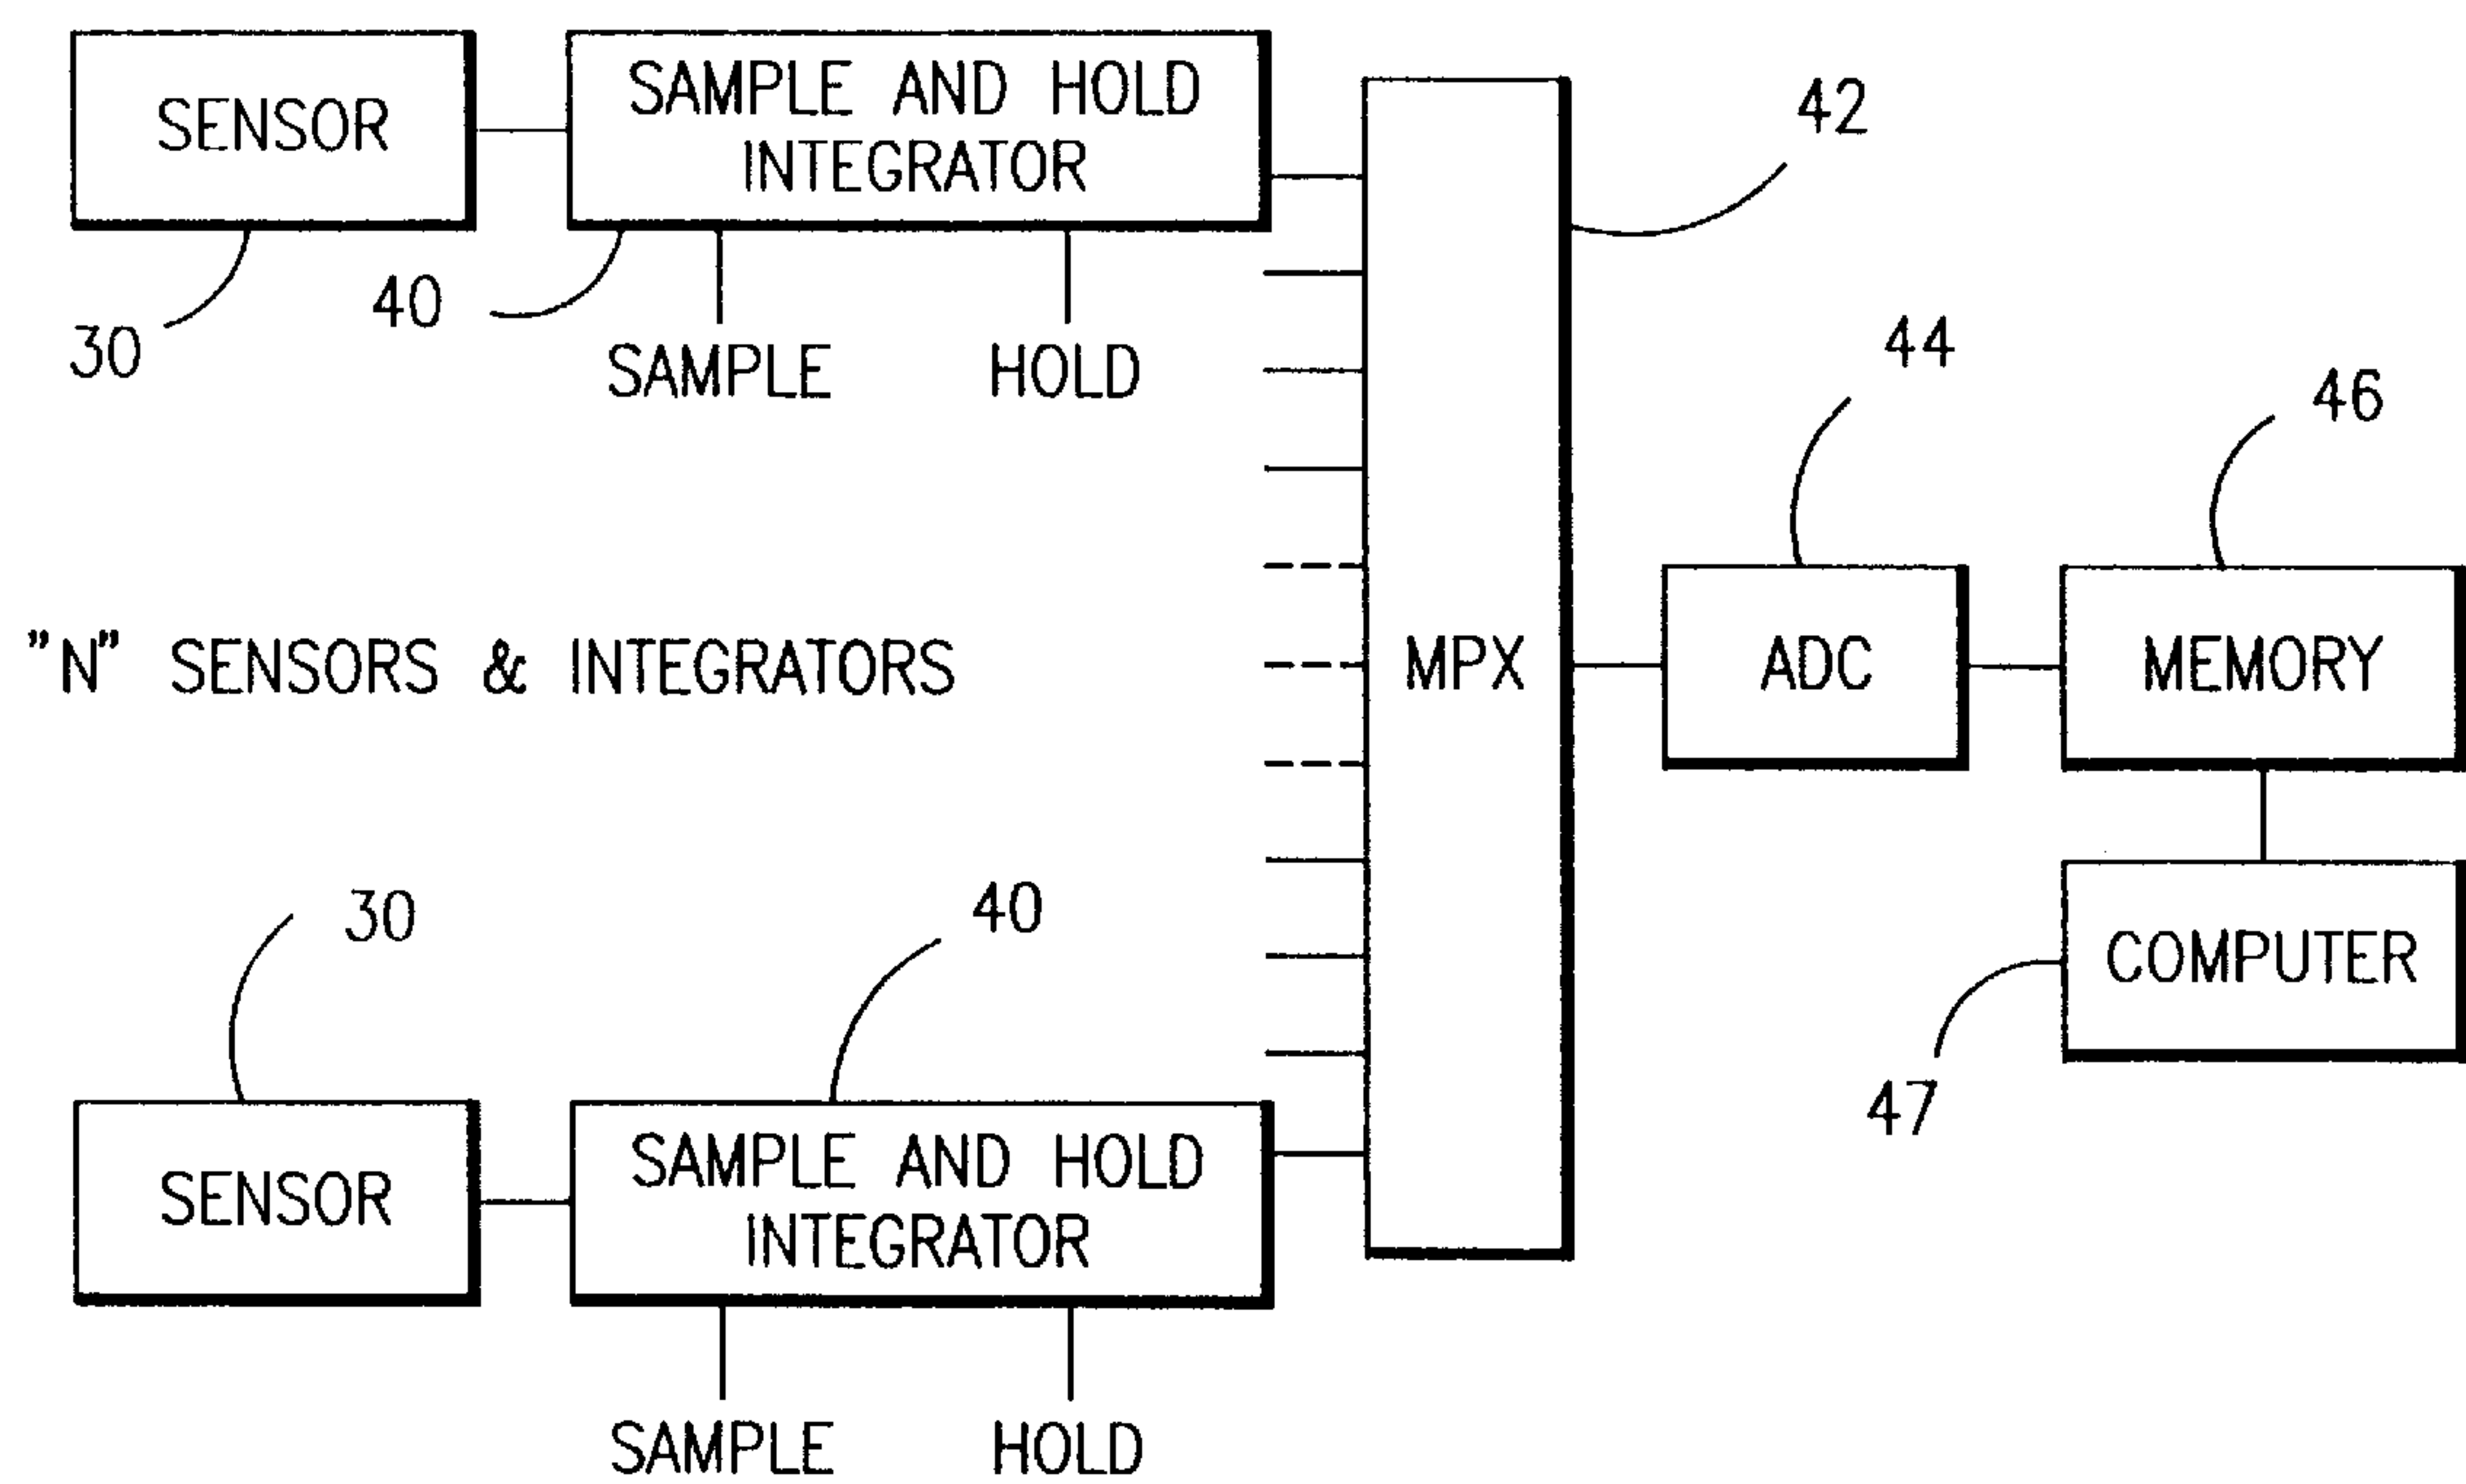 SENSOR
SAMPLE AND HOLD
INTEGRATOR
42
30
40
SAMPLE
HOLD
44
46
"N" SENSORS & INTEGRATORS
MPX
ADC
MEMORY
30
40
COMPUTER
47
SENSOR
SAMPLE AND HOLD
INTEGRATOR
SAMPLE
HOLD